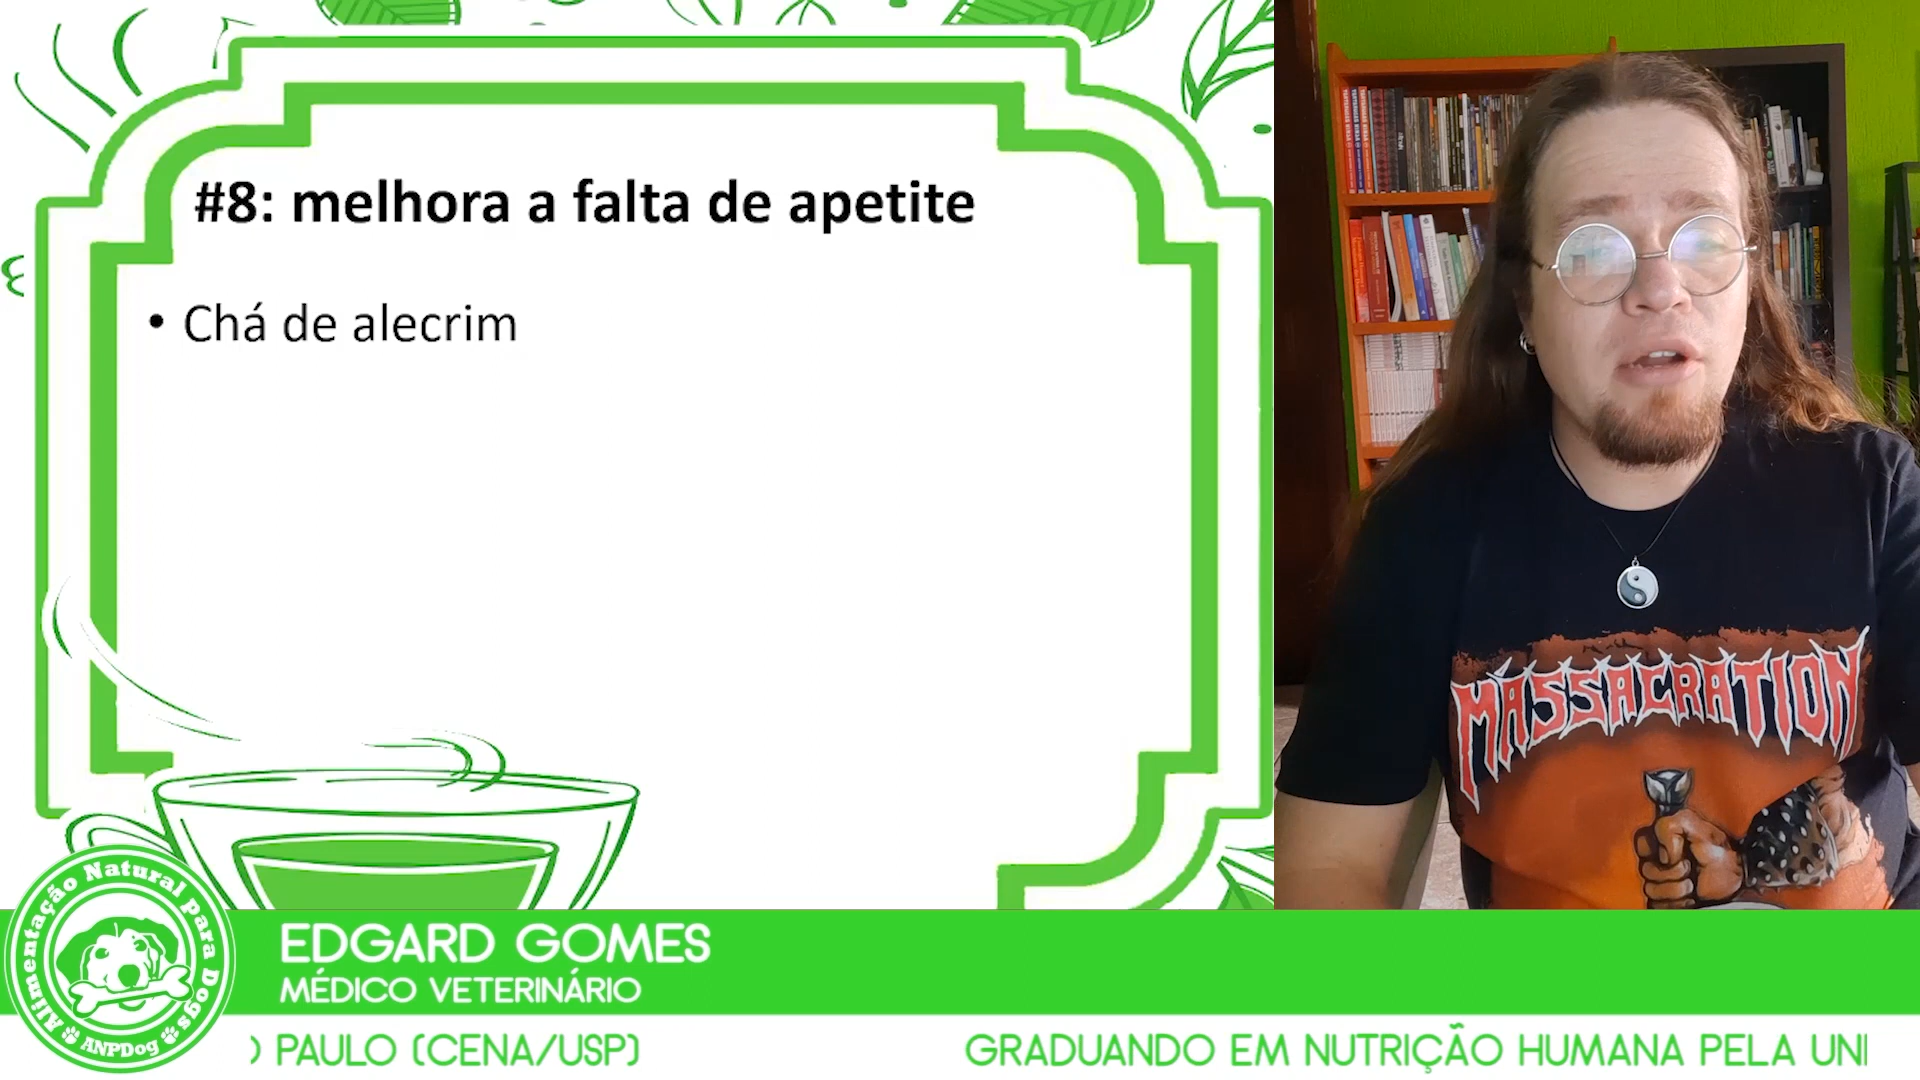 #8: melhora a falta de apetite
• Chá de alecrim
MASSACRATION
Alimentação Natural para Dogs
ANPDog
EDGARD GOMES
MÉDICO VETERINÁRIO
O PAULO (CENA/USP)
GRADUANDO EM NUTRIÇÃO HUMANA PELA UNI